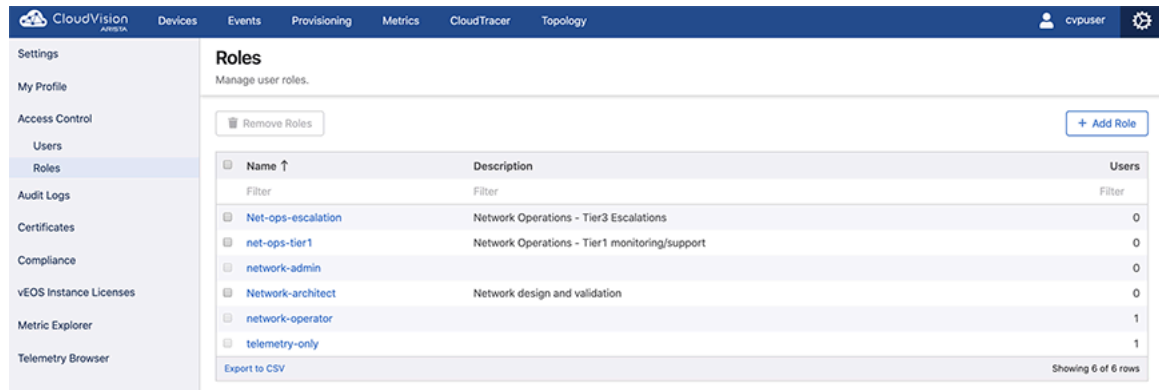 CloudVision
ARISTA
Devices
Events
Provisioning
Metrics
CloudTracer
Topology
cvpuser
Settings
My Profile
Access Control
Users
Roles
Audit Logs
Certificates
Compliance
vEOS Instance Licenses
Metric Explorer
Telemetry Browser
Roles
Manage user roles.
Remove Roles
+ Add Role
Name ↑ Description Users
Filter Filter Filter
Net-ops-escalation Network Operations - Tier3 Escalations 0
net-ops-tier1 Network Operations - Tier1 monitoring/support 0
network-admin 0
Network-architect Network design and validation 0
network-operator 1
telemetry-only 1
Export to CSV Showing 6 of 6 rows